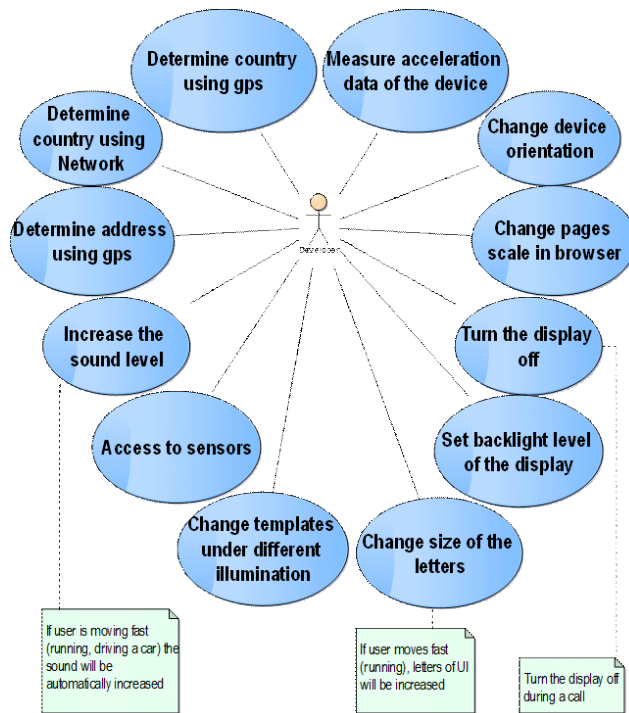 Determine country
using gps
Measure acceleration
data of the device
Determine
country using
Network
Change device
orientation
Determine address
using gps
Developer
Change pages
scale in browser
Increase the
sound level
Turn the display
off
Access to sensors
Set backlight level
of the display
Change templates
under different
illumination
Change size of the
letters
If user is moving fast
(running, driving a car) the
sound will be
automatically increased
If user moves fast
(running), letters of UI
will be increased
Turn the display off
during a call